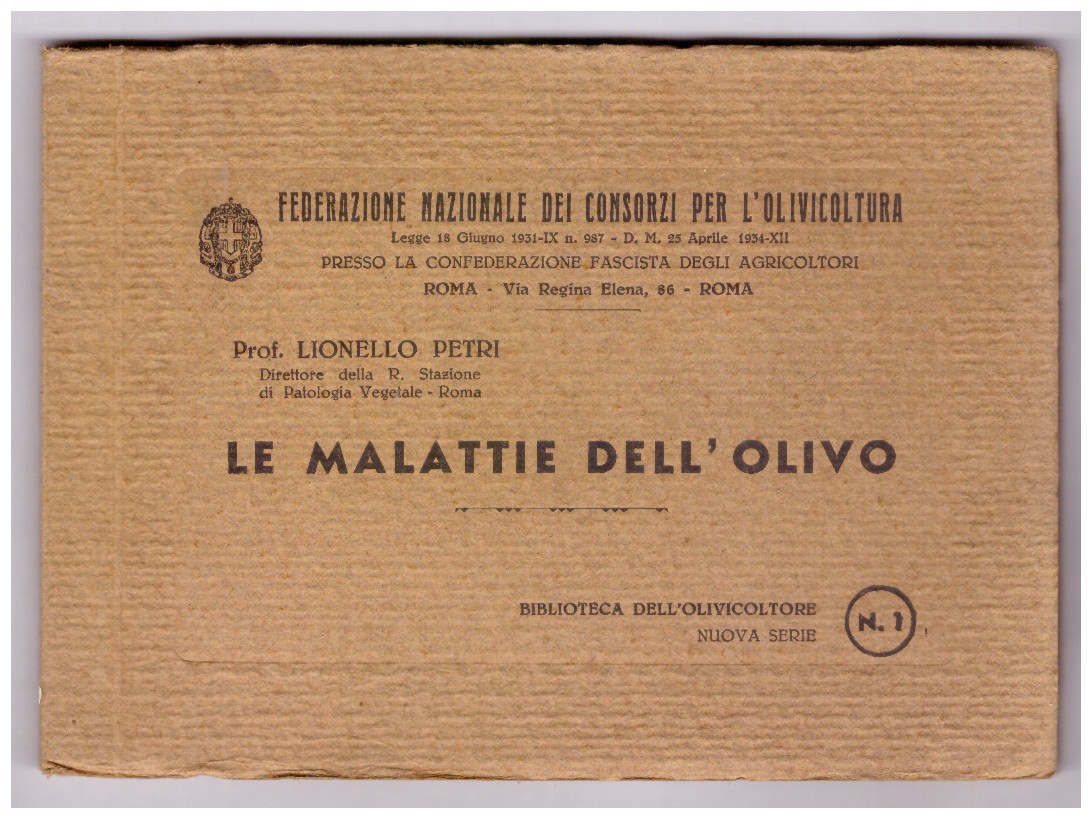 FEDERAZIONE NAZIONALE DEI CONSORZI PER L'OLIVICOLTURA
Legge 18 Giugno 1931-IX n. 987 - D. M. 25 Aprile 1934-XII
PRESSO LA CONFEDERAZIONE FASCISTA DEGLI AGRICOLTORI
ROMA - Via Regina Elena, 86 - ROMA
Prof. LIONELLO PETRI
Direttore della R. Stazione
di Patologia Vegetale - Roma
LE MALATTIE DELL'OLIVO
BIBLIOTECA DELL'OLIVICOLTORE
NUOVA SERIE
N. 1